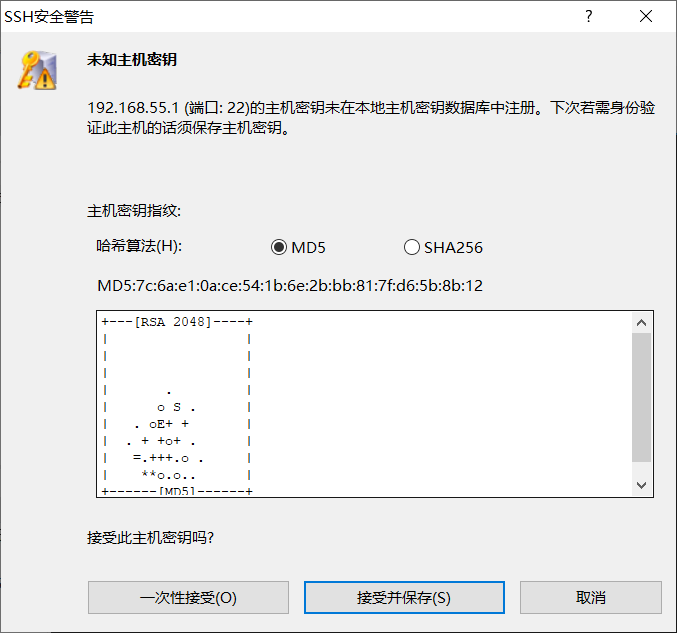 SSH安全警告
未知主机密钥
192.168.55.1 (端口: 22)的主机密钥未在本地主机密钥数据库中注册。下次若需身份验
证此主机的话须保存主机密钥。
主机密钥指纹:
哈希算法(H): MD5 SHA256
MD5:7c:6a:e1:0a:ce:54:1b:6e:2b:bb:81:7f:d6:5b:8b:12
+---[RSA 2048]----+
|                 |
|                 |
|                 |
|       .         |
|      o S .      |
|   . oE+ +       |
|  . + +o+ .      |
|   =.+++.o .     |
|    **o.o..      |
+------[MD5]------+
接受此主机密钥吗?
一次性接受(O) 接受并保存(S) 取消